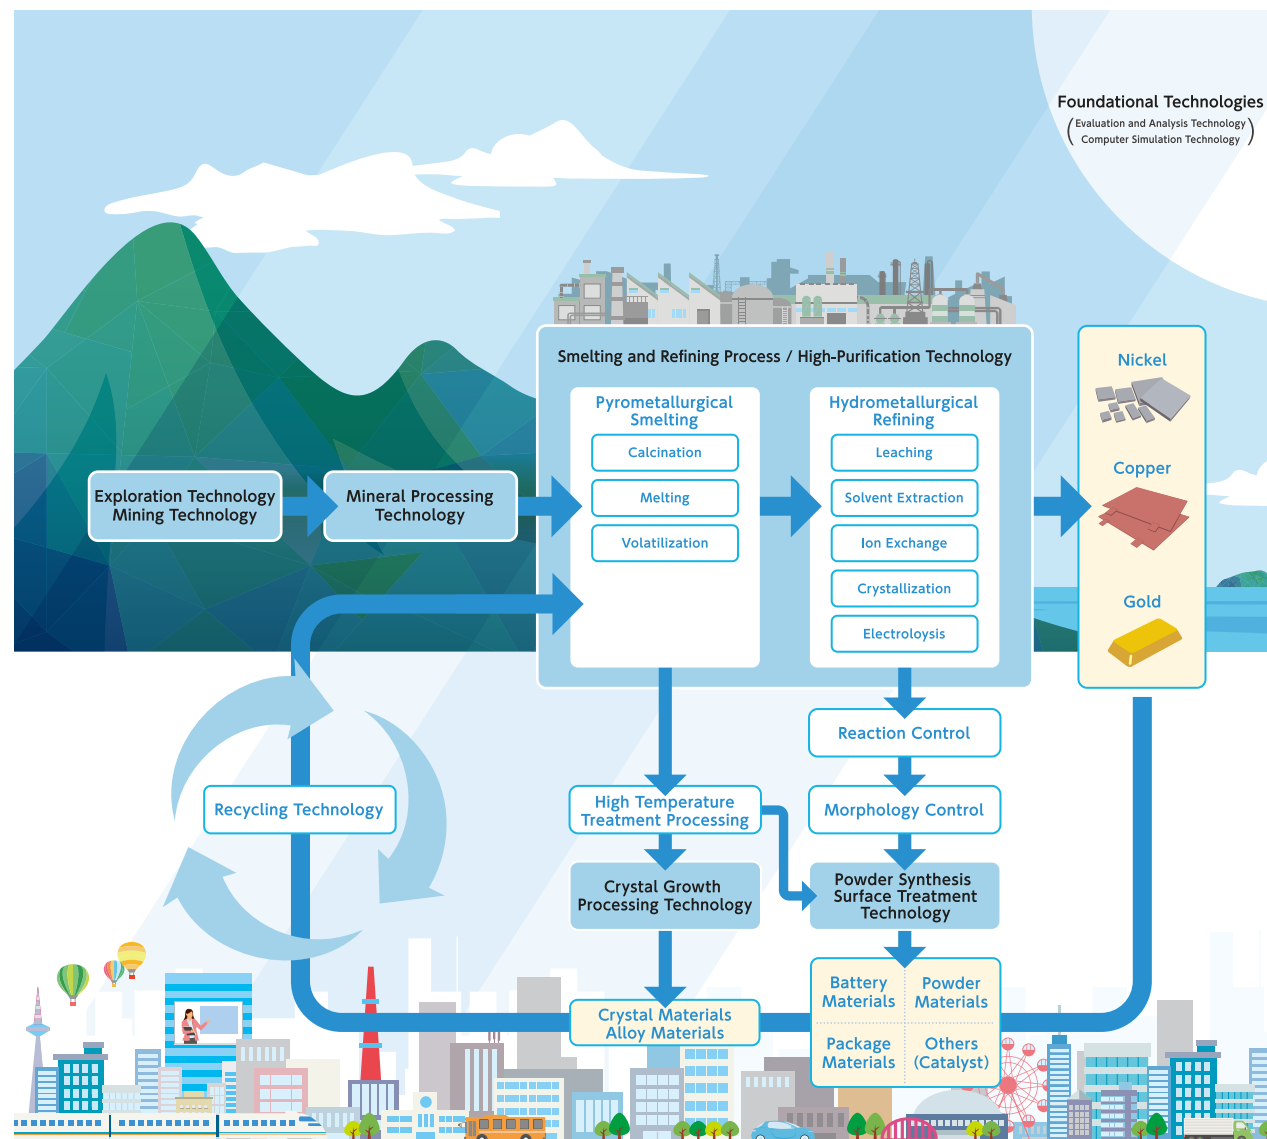 Foundational Technologies
(Evaluation and Analysis Technology
Computer Simulation Technology)
Smelting and Refining Process / High-Purification Technology
Pyrometallurgical
Smelting
Calcination
Melting
Volatilization
Hydrometallurgical
Refining
Leaching
Solvent Extraction
Ion Exchange
Crystallization
Electroloysis
Nickel
Copper
Gold
Exploration Technology
Mining Technology
Mineral Processing
Technology
Reaction Control
Recycling Technology
High Temperature
Treatment Processing
Morphology Control
Crystal Growth
Processing Technology
Powder Synthesis
Surface Treatment
Technology
Crystal Materials
Alloy Materials
Battery
Materials
Powder
Materials
Package
Materials
Others
(Catalyst)